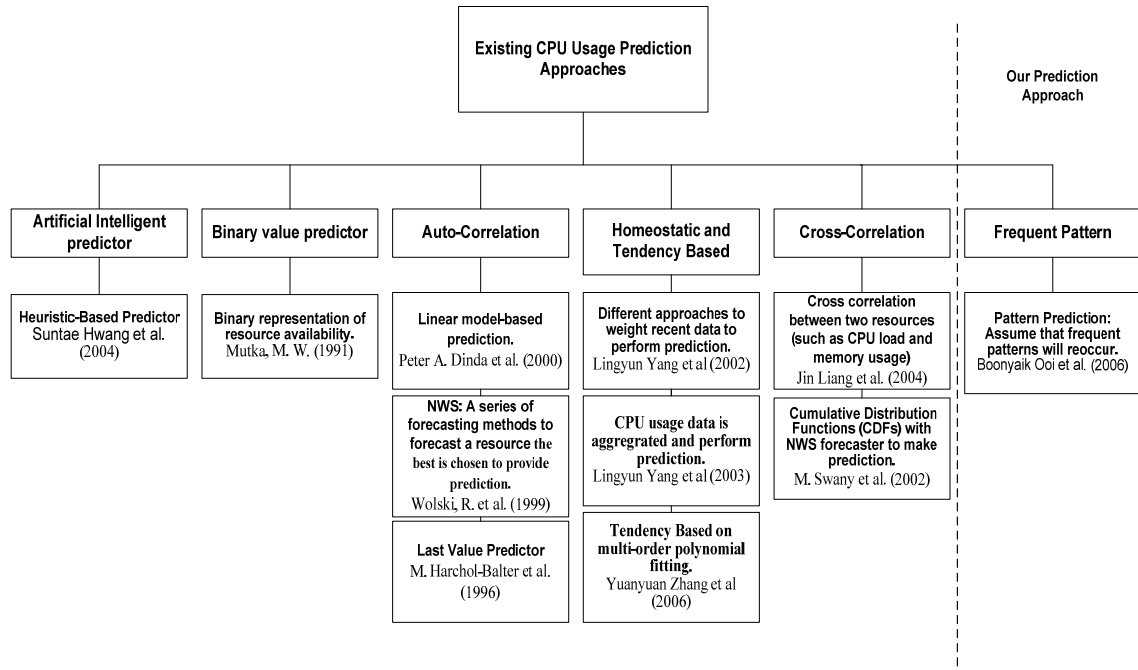 Existing CPU Usage Prediction
Approaches
Our Prediction
Approach
Artificial Intelligent
predictor
Heuristic-Based Predictor
Suntae Hwang et al.
(2004)
Binary value predictor
Binary representation of
resource availability.
Mutka, M. W. (1991)
Auto-Correlation
Linear model-based
prediction.
Peter A. Dinda et al. (2000)
NWS: A series of
forecasting methods to
forecast a resource the
best is chosen to provide
prediction.
Wolski, R. et al. (1999)
Last Value Predictor
M. Harchol-Balter et al.
(1996)
Homeostatic and
Tendency Based
Different approaches to
weight recent data to
perform prediction.
Lingyun Yang et al (2002)
CPU usage data is
aggregrated and perform
prediction.
Lingyun Yang et al (2003)
Tendency Based on
multi-order polynomial
fitting.
Yuanyuan Zhang et al
(2006)
Cross-Correlation
Cross correlation
between two resources
(such as CPU load and
memory usage)
Jin Liang et al. (2004)
Cumulative Distribution
Functions (CDFs) with
NWS forecaster to make
prediction.
M. Swany et al. (2002)
Frequent Pattern
Pattern Prediction:
Assume that frequent
patterns will reoccur.
Boonyaik Ooi et al. (2006)